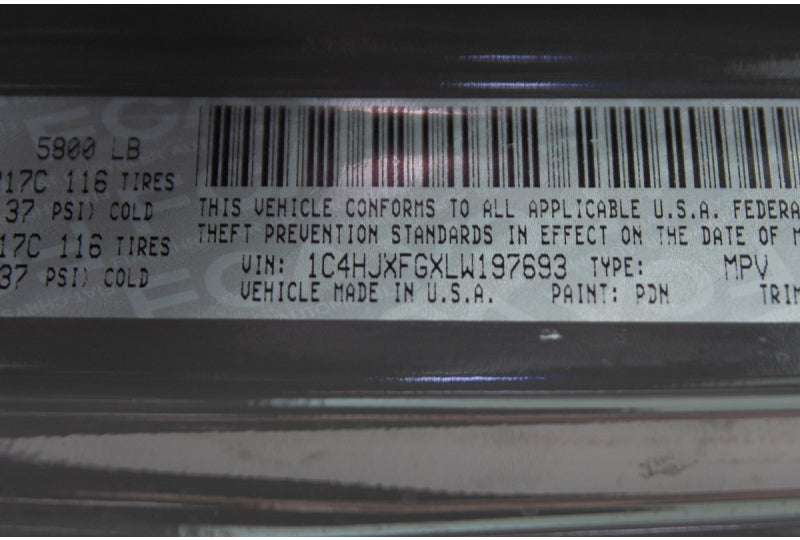 5800 LB
17C 116 TIRES
37 PSI) COLD
17C 116 TIRES
37 PSI) COLD
THIS VEHICLE CONFORMS TO ALL APPLICABLE U.S.A. FEDERA
THEFT PREVENTION STANDARDS IN EFFECT ON THE DATE OF M
VIN: 1C4HJXFGXLW197693 TYPE: MPV
VEHICLE MADE IN U.S.A. PAINT: PDN TRIM